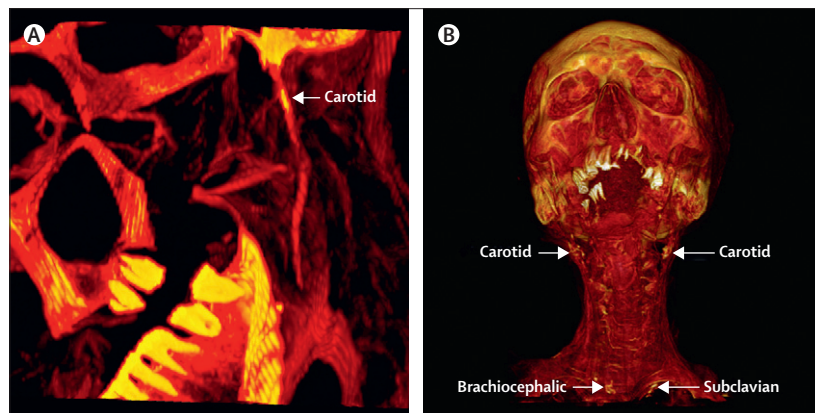 A
Carotid
B
Carotid
Carotid
Brachiocephalic
Subclavian